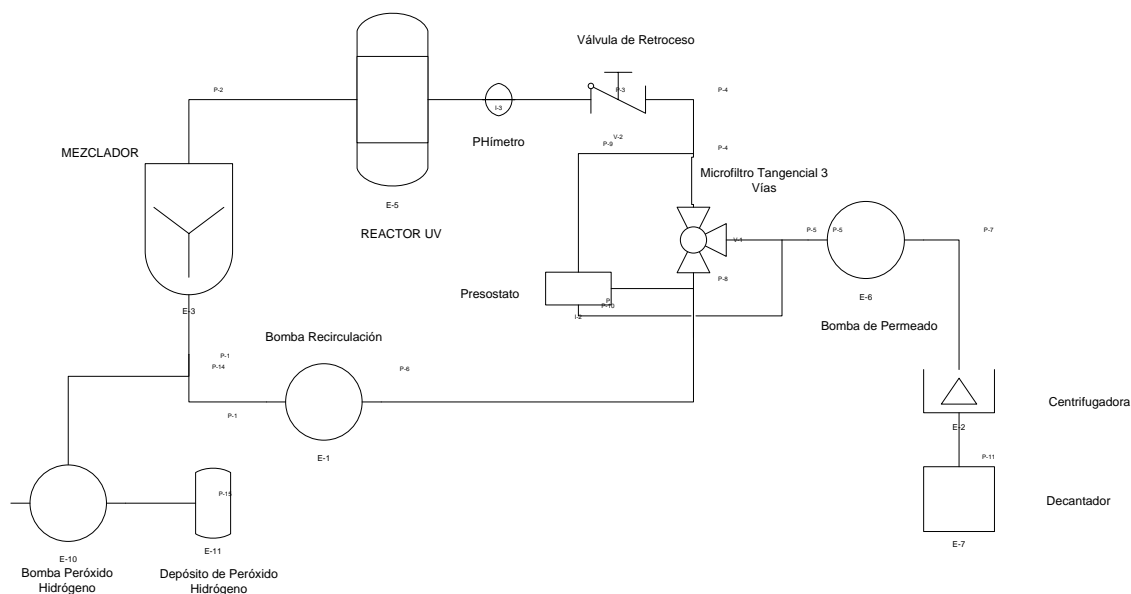 Válvula de Retroceso
P-2
P-3
P-4
I-3
PHímetro
V-2
P-9
P-4
MEZCLADOR
Microfiltro Tangencial 3
Vías
E-5
REACTOR UV
P-5
P-5
P-7
V-1
P-8
Presostato
P
P-10
I-2
E-6
Bomba de Permeado
E-3
Bomba Recirculación
P-1
P-14
P-6
P-1
E-1
Centrifugadora
E-2
P-11
Decantador
E-7
P-15
E-10
Bomba Peróxido
Hidrógeno
E-11
Depósito de Peróxido
Hidrógeno